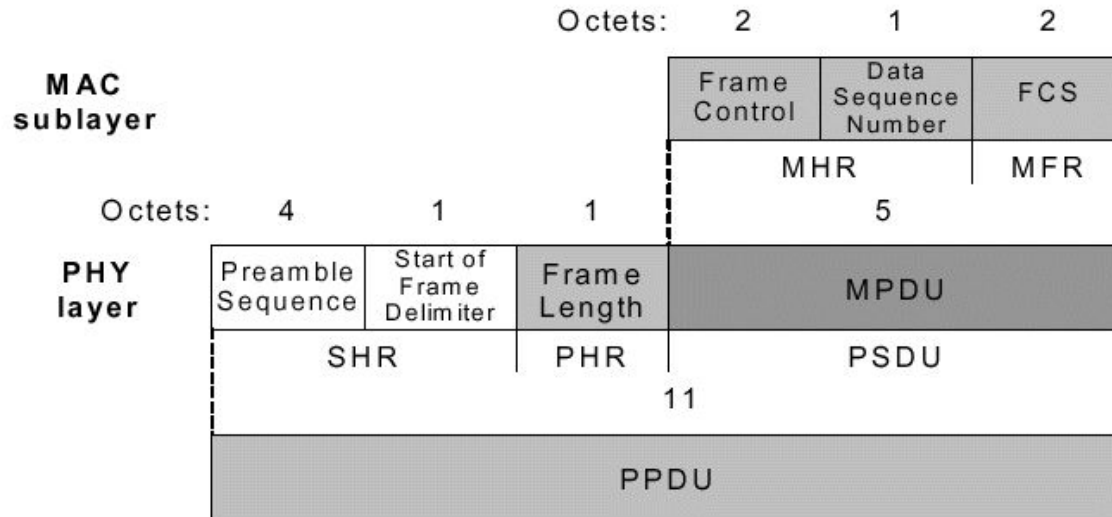 Octets: 2 1 2
MAC
sublayer
Frame
Control
Data
Sequence
Number
FCS
MHR MFR
Octets: 4 1 1 5
PHY
layer
Preamble
Sequence
Start of
Frame
Delimiter
Frame
Length
MPDU
SHR PHR PSDU
11
PPDU